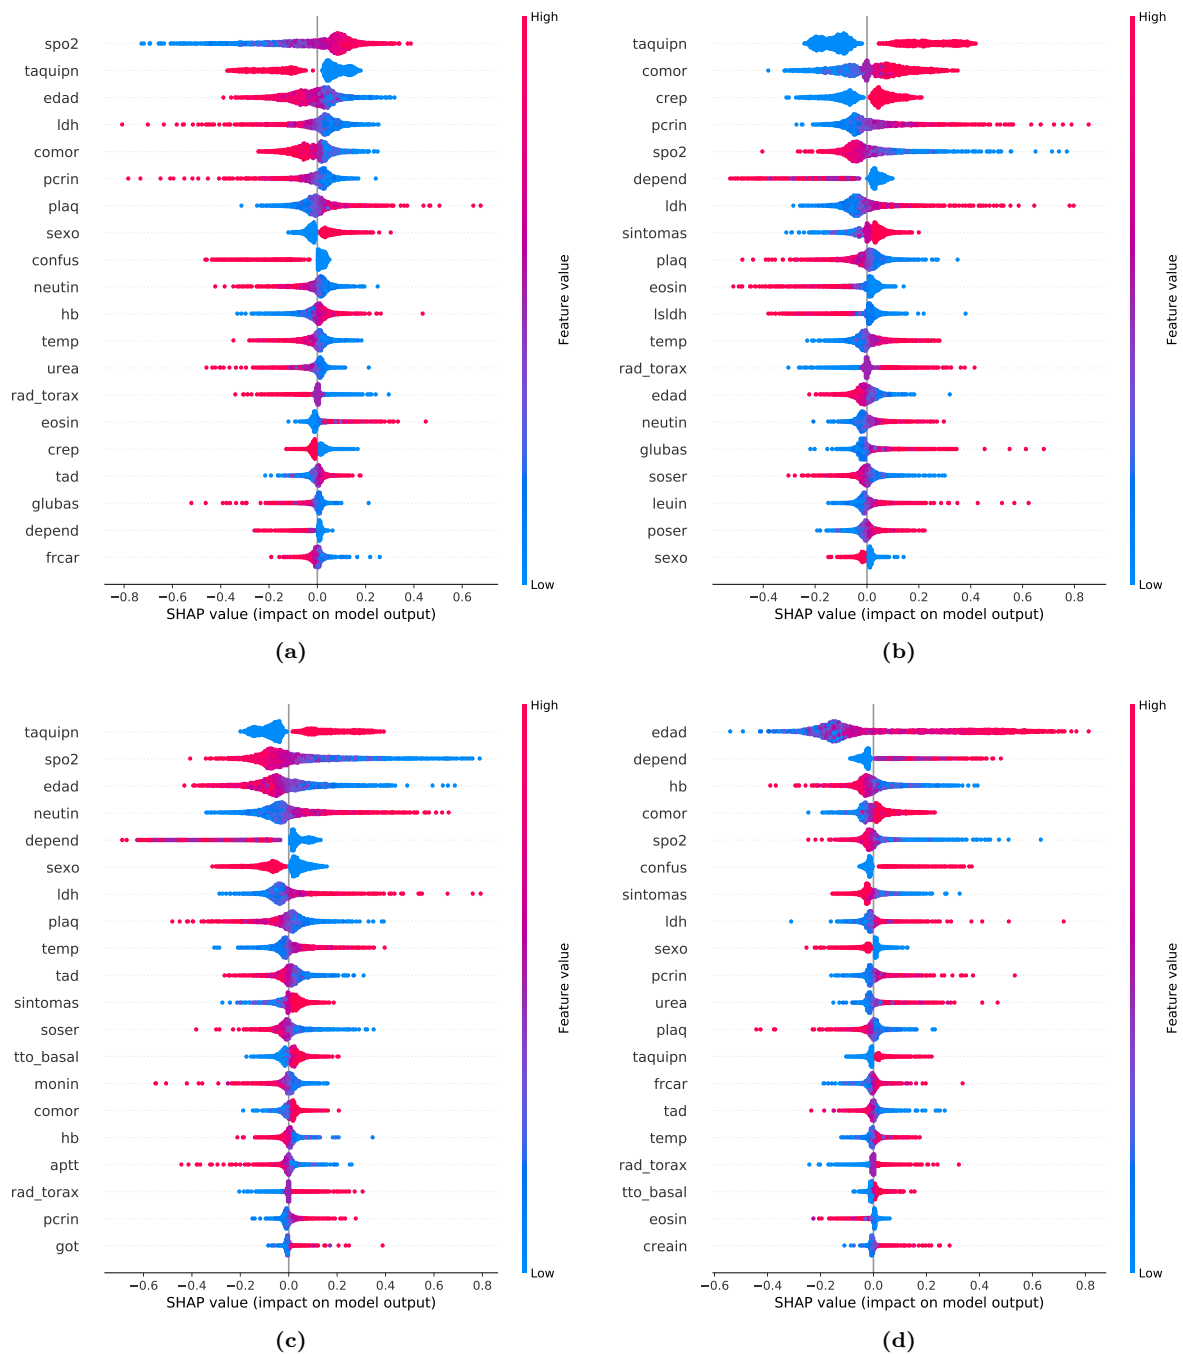 High
spo2
taquipn
edad
ldh
comor
pcrin
plaq
sexo
confus
neutin
hb
temp
urea
rad_torax
eosin
crep
tad
glubas
depend
frcar
Feature value
Low
−0.8 −0.6 −0.4 −0.2 0.0 0.2 0.4 0.6
SHAP value (impact on model output)
(a)
High
taquipn
comor
crep
pcrin
spo2
depend
ldh
sintomas
plaq
eosin
lsldh
temp
rad_torax
edad
neutin
glubas
soser
leuin
poser
sexo
Feature value
Low
−0.4 −0.2 0.0 0.2 0.4 0.6 0.8
SHAP value (impact on model output)
(b)
High
taquipn
spo2
edad
neutin
depend
sexo
ldh
plaq
temp
tad
sintomas
soser
tto_basal
monin
comor
hb
aptt
rad_torax
pcrin
got
Feature value
Low
−0.6 −0.4 −0.2 0.0 0.2 0.4 0.6 0.8
SHAP value (impact on model output)
(c)
High
edad
depend
hb
comor
spo2
confus
sintomas
ldh
sexo
pcrin
urea
plaq
taquipn
frcar
tad
temp
rad_torax
tto_basal
eosin
creain
Feature value
Low
−0.6 −0.4 −0.2 0.0 0.2 0.4 0.6 0.8
SHAP value (impact on model output)
(d)